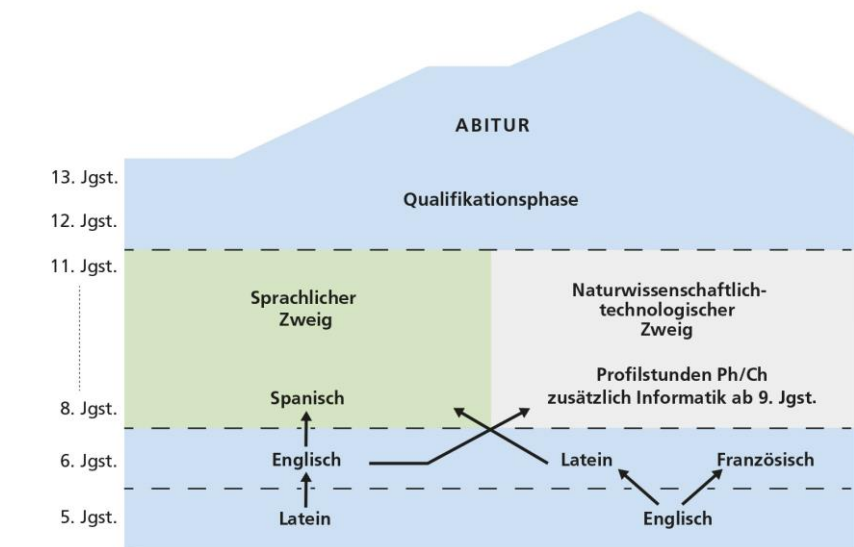 ABITUR
13. Jgst.
Qualifikationsphase
12. Jgst.
11. Jgst.
Sprachlicher
Zweig
Naturwissenschaftlich-
technologischer
Zweig
Profilstunden Ph/Ch
zusätzlich Informatik ab 9. Jgst.
Spanisch
8. Jgst.
6. Jgst.
Englisch
Latein
Französisch
5. Jgst.
Latein
Englisch